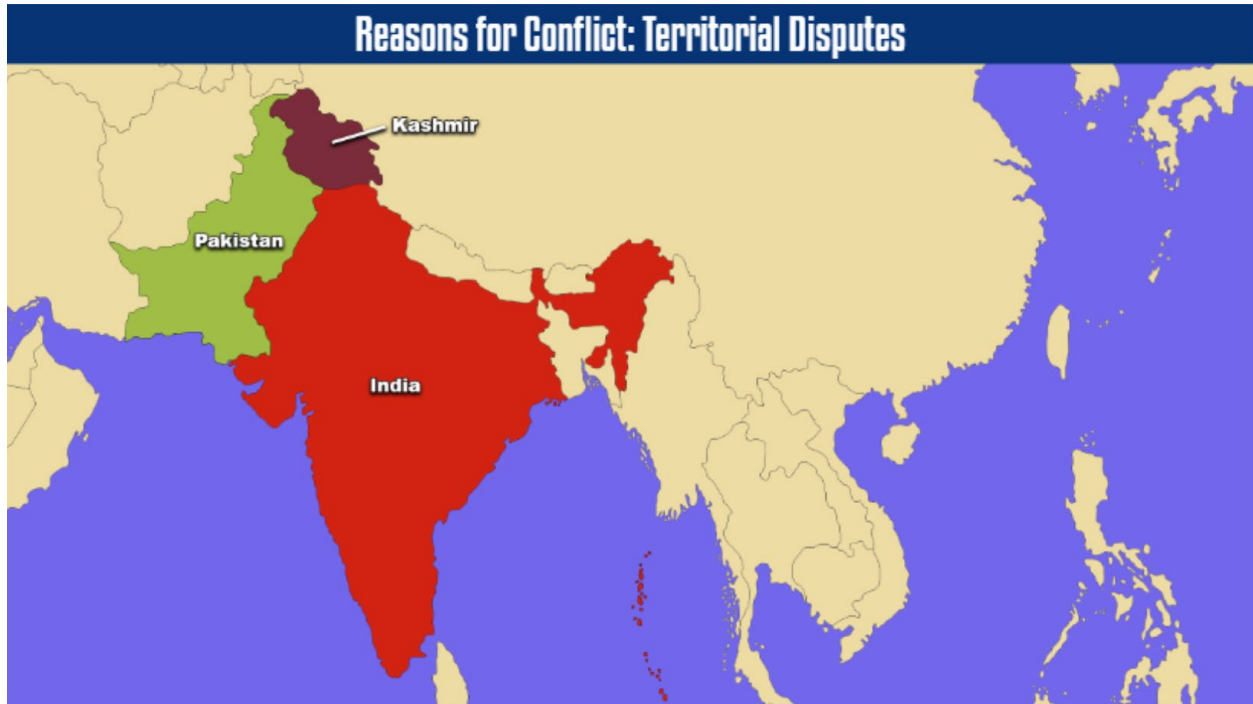 Reasons for Conflict: Territorial Disputes
Kashmir
Pakistan
India